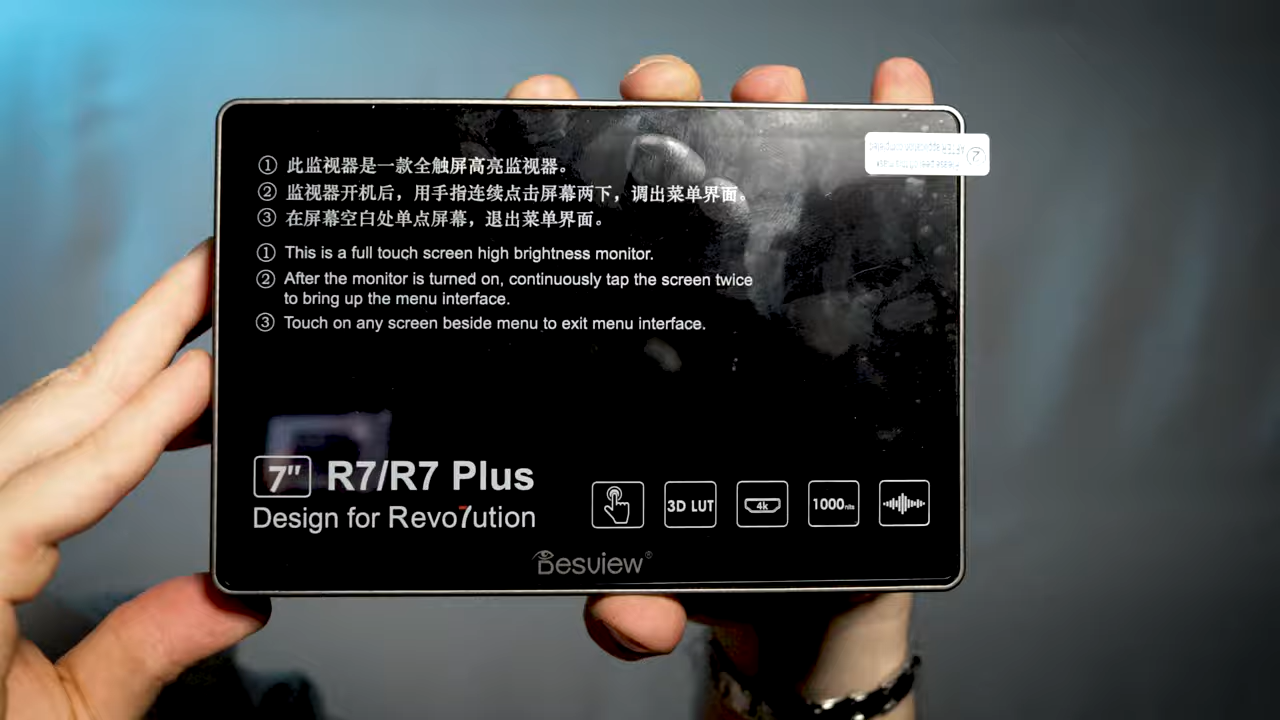 ① 此监视器是一款全触屏高亮监视器。
② 监视器开机后，用手指连续点击屏幕两下，调出菜单界面。
③ 在屏幕空白处单点屏幕，退出菜单界面。
① This is a full touch screen high brightness monitor.
② After the monitor is turned on, continuously tap the screen twice
to bring up the menu interface.
③ Touch on any screen beside menu to exit menu interface.
7" R7/R7 Plus
Design for Revo7ution
3D LUT 4k 1000nits
Desview®